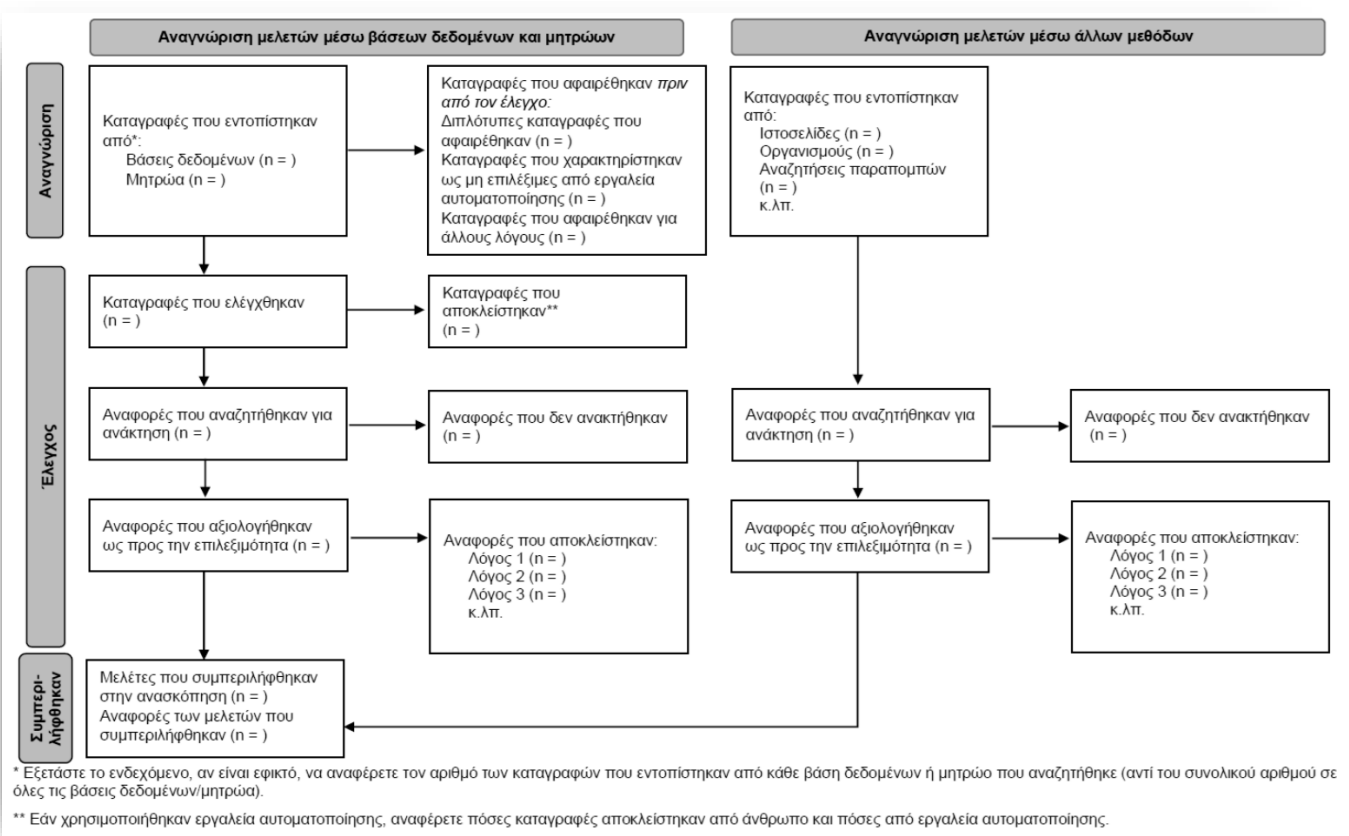 Αναγνώριση μελετών μέσω βάσεων δεδομένων και μητρώων
Αναγνώριση μελετών μέσω άλλων μεθόδων
Αναγνώριση
Καταγραφές που εντοπίστηκαν
από*:
Βάσεις δεδομένων (n = )
Μητρώα (n = )
Καταγραφές που αφαιρέθηκαν πριν
από τον έλεγχο:
Διπλότυπες καταγραφές που
αφαιρέθηκαν (n = )
Καταγραφές που χαρακτηρίστηκαν
ως μη επιλέξιμες από εργαλεία
αυτοματοποίησης (n = )
Καταγραφές που αφαιρέθηκαν για
άλλους λόγους (n = )
Καταγραφές που εντοπίστηκαν
από:
Ιστοσελίδες (n = )
Οργανισμούς (n = )
Αναζητήσεις παραπομπών
(n = )
κ.λπ.
Έλεγχος
Καταγραφές που ελέγχθηκαν
(n = )
Καταγραφές που
αποκλείστηκαν**
(n = )
Αναφορές που αναζητήθηκαν για
ανάκτηση (n = )
Αναφορές που δεν ανακτήθηκαν
(n = )
Αναφορές που αναζητήθηκαν για
ανάκτηση (n = )
Αναφορές που δεν ανακτήθηκαν
(n = )
Αναφορές που αξιολογήθηκαν
ως προς την επιλεξιμότητα (n = )
Αναφορές που αποκλείστηκαν:
Λόγος 1 (n = )
Λόγος 2 (n = )
Λόγος 3 (n = )
κ.λπ.
Αναφορές που αξιολογήθηκαν
ως προς την επιλεξιμότητα (n = )
Αναφορές που αποκλείστηκαν:
Λόγος 1 (n = )
Λόγος 2 (n = )
Λόγος 3 (n = )
κ.λπ.
Συμπερι-
λήφθηκαν
Μελέτες που συμπεριλήφθηκαν
στην ανασκόπηση (n = )
Αναφορές των μελετών που
συμπεριλήφθηκαν (n = )
* Εξετάστε το ενδεχόμενο, αν είναι εφικτό, να αναφέρετε τον αριθμό των καταγραφών που εντοπίστηκαν από κάθε βάση δεδομένων ή μητρώο που αναζητήθηκε (αντί του συνολικού αριθμού σε
όλες τις βάσεις δεδομένων/μητρώα).
** Εάν χρησιμοποιήθηκαν εργαλεία αυτοματοποίησης, αναφέρετε πόσες καταγραφές αποκλείστηκαν από άνθρωπο και πόσες από εργαλεία αυτοματοποίησης.